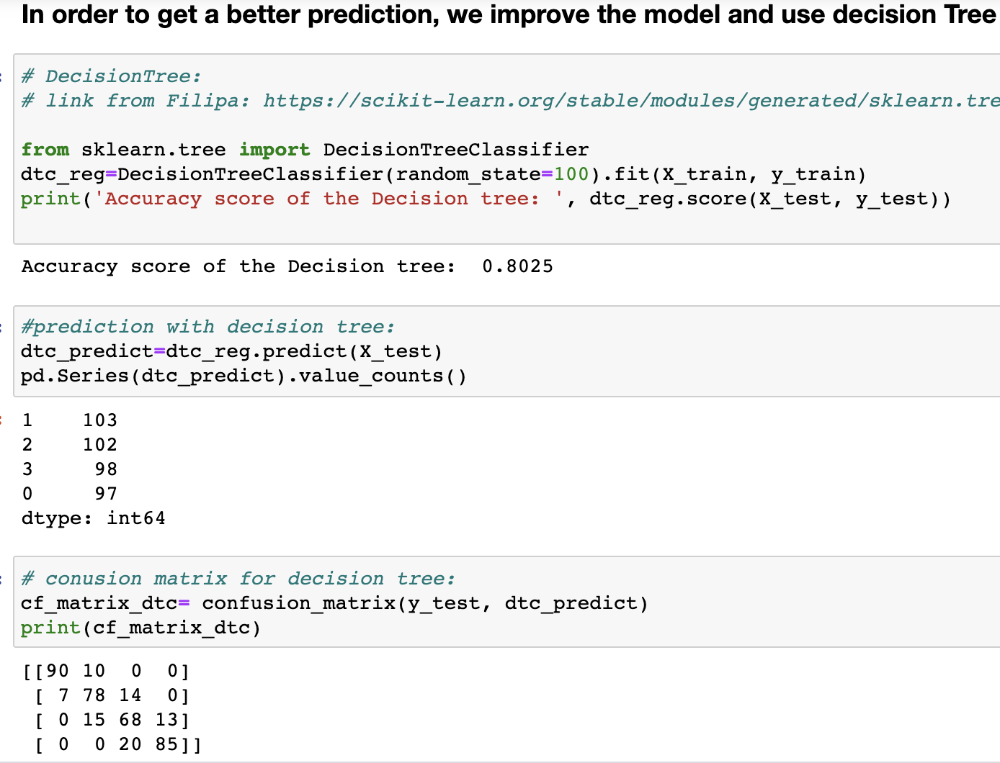 In order to get a better prediction, we improve the model and use decision Tree
# DecisionTree:
# link from Filipa: https://scikit-learn.org/stable/modules/generated/sklearn.tre
from sklearn.tree import DecisionTreeClassifier
dtc_reg=DecisionTreeClassifier(random_state=100).fit(X_train, y_train)
print('Accuracy score of the Decision tree: ', dtc_reg.score(X_test, y_test))
Accuracy score of the Decision tree:  0.8025
#prediction with decision tree:
dtc_predict=dtc_reg.predict(X_test)
pd.Series(dtc_predict).value_counts()
1    103
2    102
3     98
0     97
dtype: int64
# conusion matrix for decision tree:
cf_matrix_dtc= confusion_matrix(y_test, dtc_predict)
print(cf_matrix_dtc)
[[90 10  0  0]
 [ 7 78 14  0]
 [ 0 15 68 13]
 [ 0  0 20 85]]